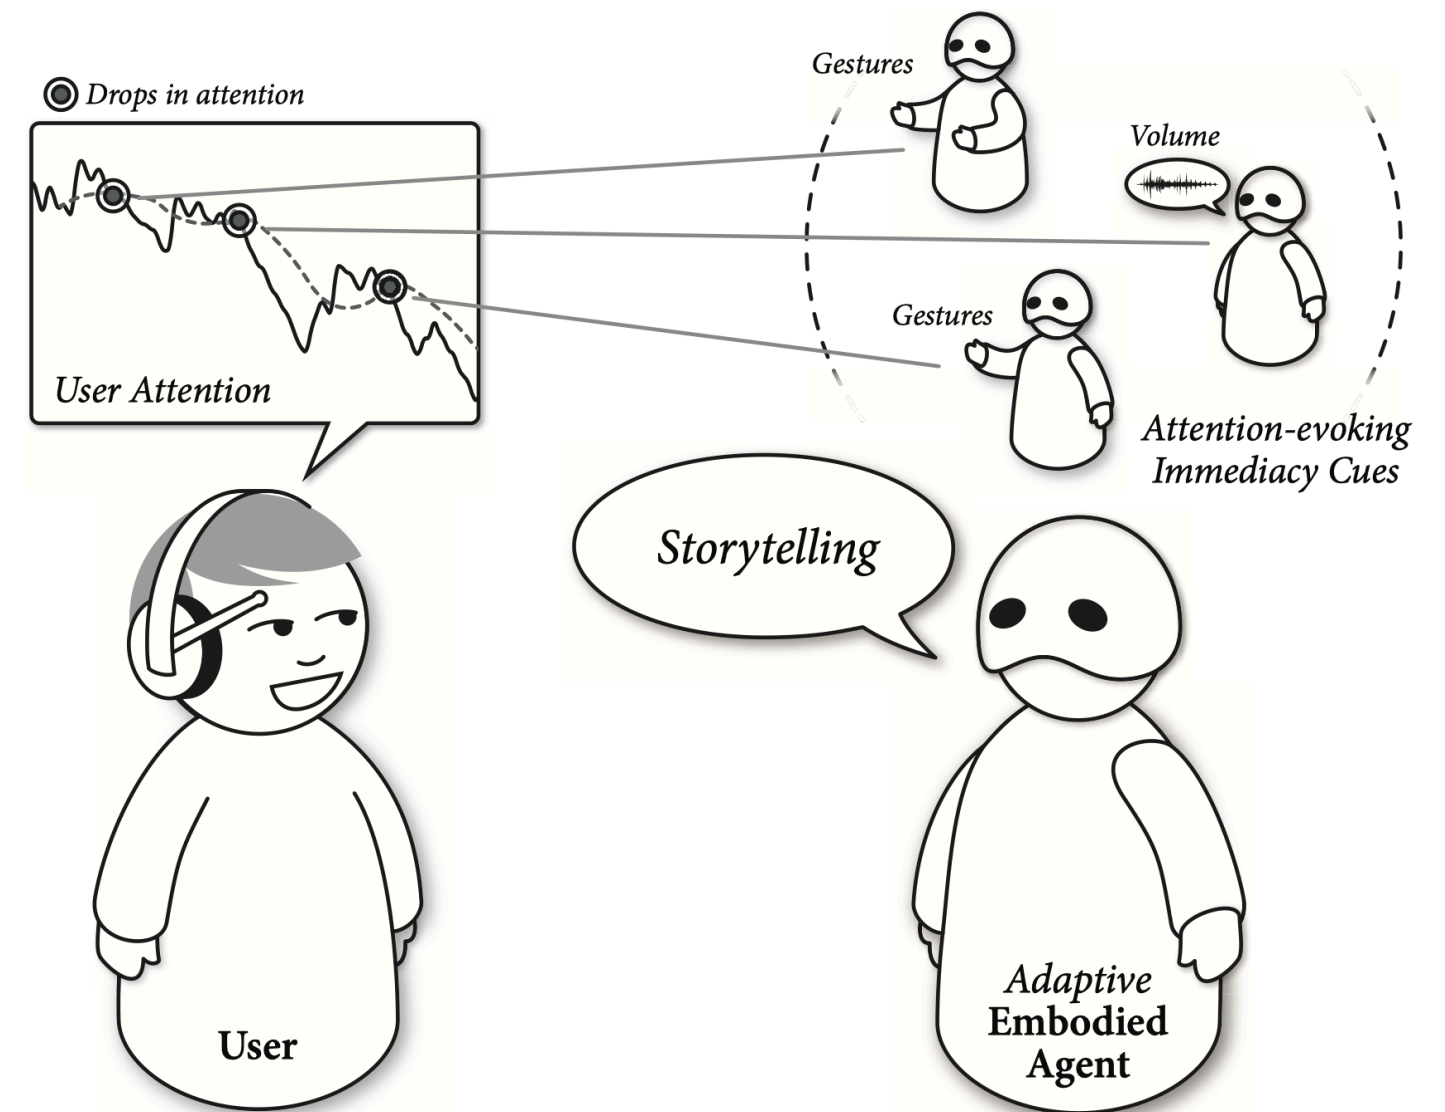 Drops in attention
User Attention
Gestures
Volume
Gestures
Attention-evoking
Immediacy Cues
Storytelling
User
Adaptive
Embodied
Agent